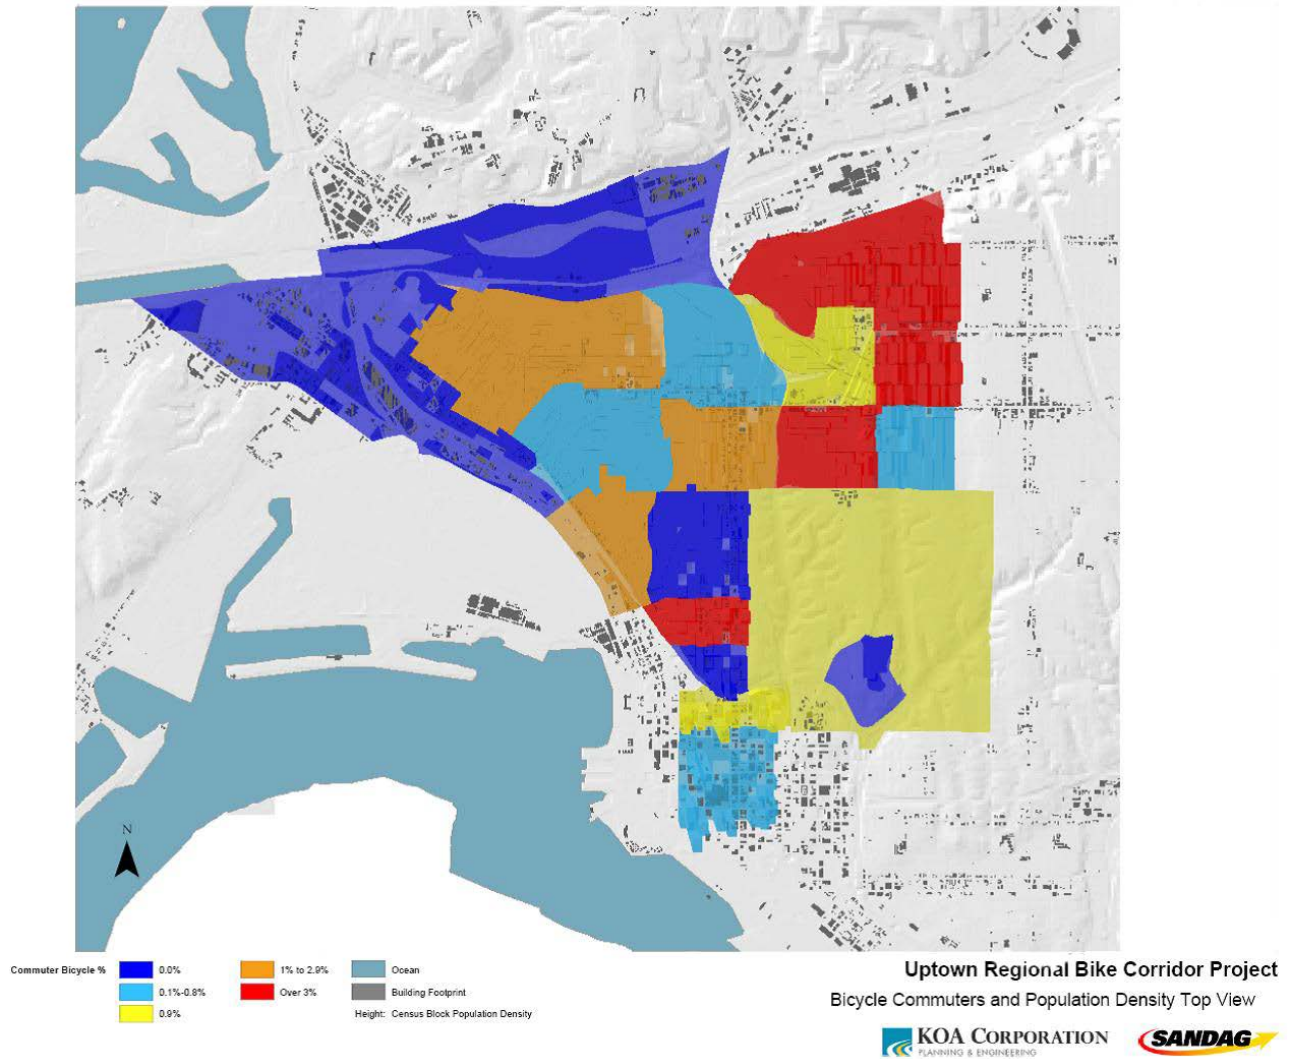 N
Commuter Bicycle %
0.0%
0.1%-0.8%
0.9%
1% to 2.9%
Over 3%
Ocean
Building Footprint
Height: Census Block Population Density
Uptown Regional Bike Corridor Project
Bicycle Commuters and Population Density Top View
KOA CORPORATION
PLANNING & ENGINEERING
SANDAG